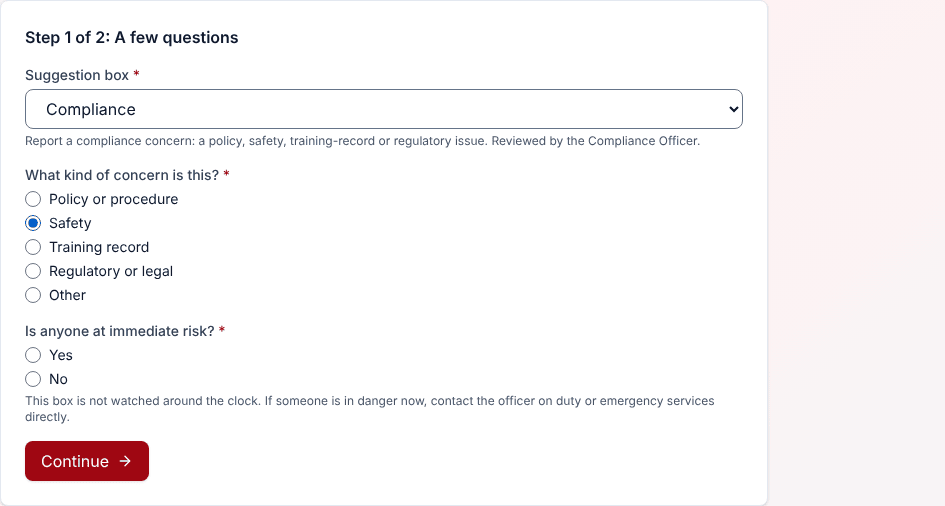 Step 1 of 2: A few questions
Suggestion box *
Compliance
Report a compliance concern: a policy, safety, training-record or regulatory issue. Reviewed by the Compliance Officer.
What kind of concern is this? *
Policy or procedure
Safety
Training record
Regulatory or legal
Other
Is anyone at immediate risk? *
Yes
No
This box is not watched around the clock. If someone is in danger now, contact the officer on duty or emergency services
directly.
Continue →